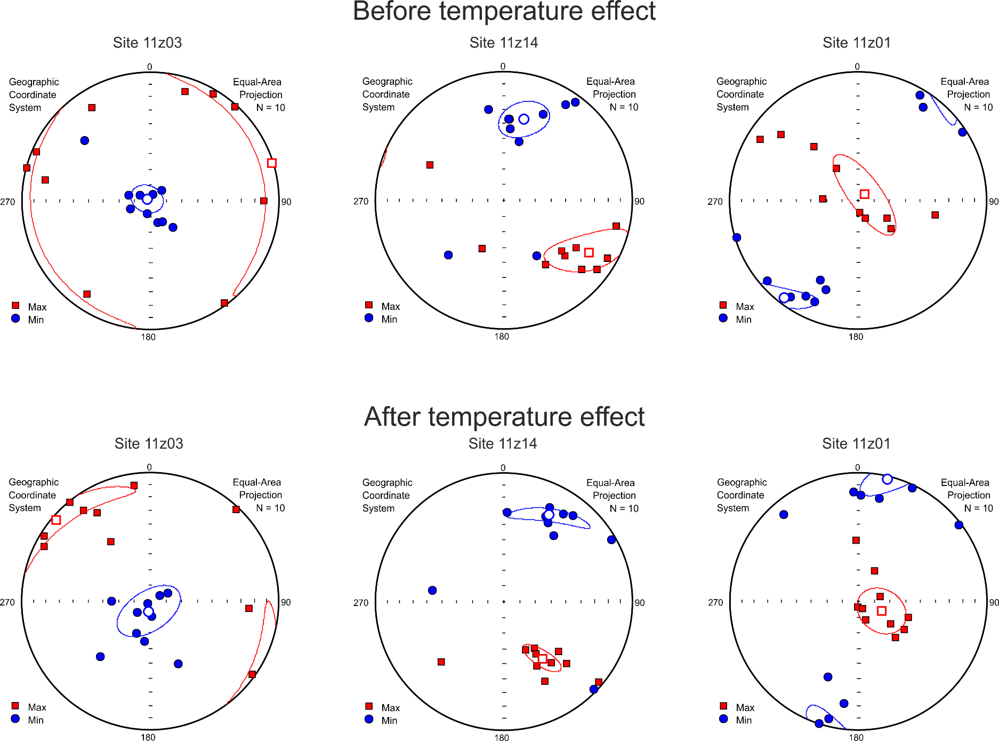 Before temperature effect
Site 11z03
Site 11z14
Site 11z01
0
Geographic
Coordinate
System
Equal-Area
Projection
N = 10
270
90
Max
Min
180
0
Geographic
Coordinate
System
Equal-Area
Projection
N = 10
270
90
Max
Min
180
0
Geographic
Coordinate
System
Equal-Area
Projection
N = 10
270
90
Max
Min
180
After temperature effect
Site 11z03
Site 11z14
Site 11z01
0
Geographic
Coordinate
System
Equal-Area
Projection
N = 10
270
90
Max
Min
180
0
Geographic
Coordinate
System
Equal-Area
Projection
N = 10
270
90
Max
Min
180
0
Geographic
Coordinate
System
Equal-Area
Projection
N = 10
270
90
Max
Min
180